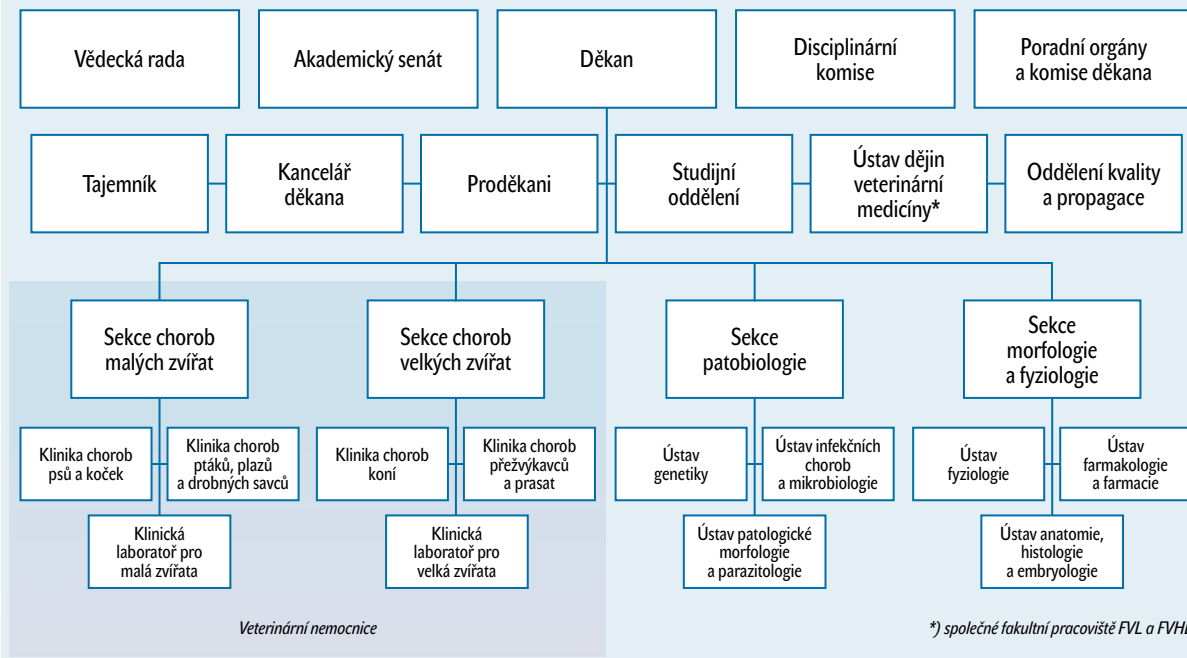 Vědecká rada
Akademický senát
Děkan
Disciplinární
komise
Poradní orgány
a komise děkana
Tajemník
Kancelář
děkana
Proděkani
Studijní
oddělení
Ústav dějin
veterinární
medicíny*
Oddělení kvality
a propagace
Sekce chorob
malých zvířat
Sekce chorob
velkých zvířat
Sekce
patobiologie
Sekce
morfologie
a fyziologie
Klinika chorob
psů a koček
Klinika chorob
ptáků, plazů
a drobných savců
Klinika chorob
koní
Klinika chorob
přežvýkavců
a prasat
Ústav
genetiky
Ústav infekčních
chorob
a mikrobiologie
Ústav
fyziologie
Ústav
farmakologie
a farmacie
Klinická
laboratoř pro
malá zvířata
Klinická
laboratoř pro
velká zvířata
Ústav patologické
morfologie
a parazitologie
Ústav anatomie,
histologie
a embryologie
Veterinární nemocnice
*) společné fakultní pracoviště FVL a